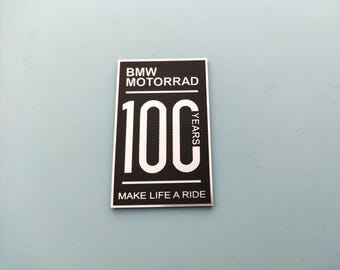 BMW
MOTORRAD
100
YEARS
MAKE LIFE A RIDE